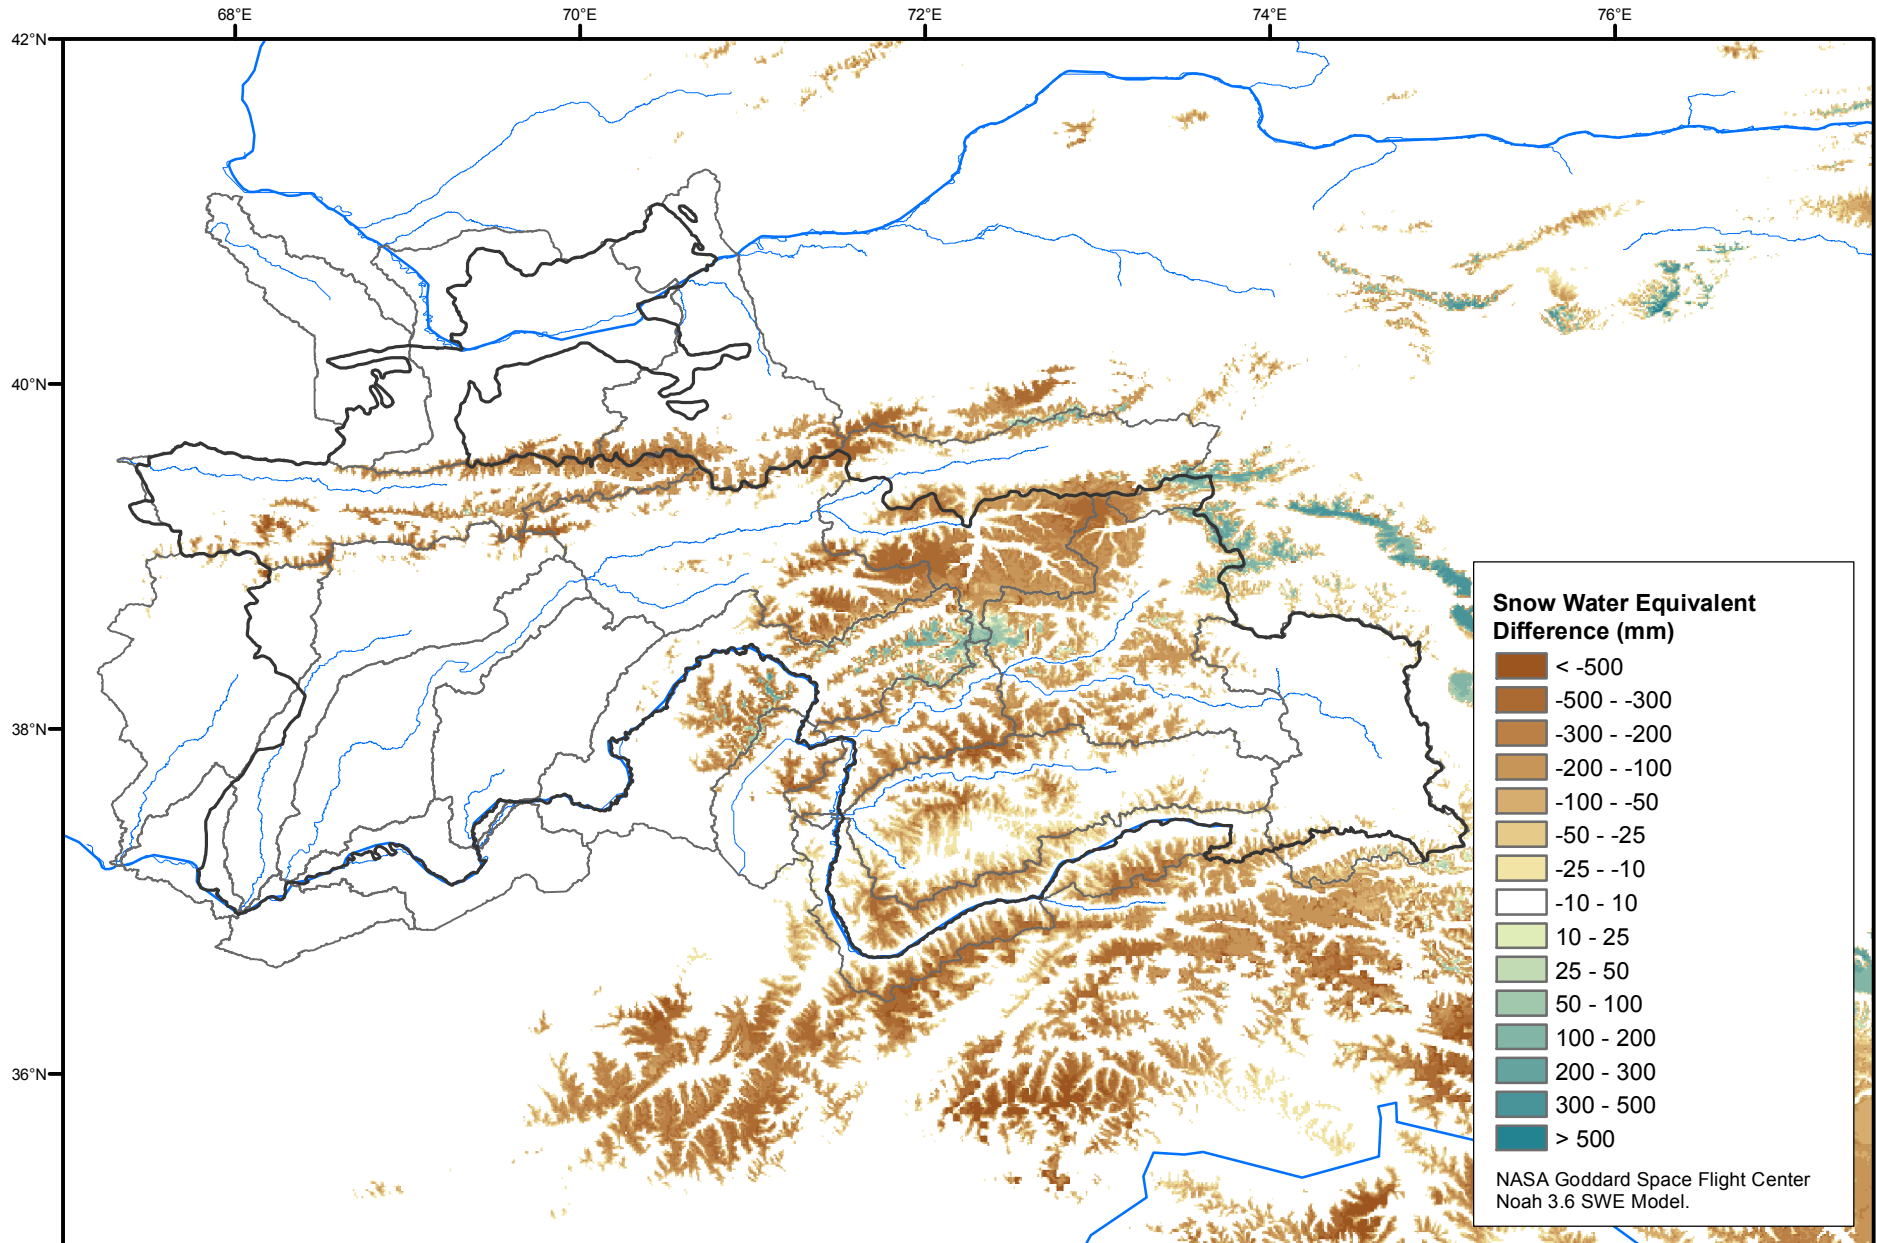 68°E
70°E
72°E
74°E
76°E
42°N
40°N
38°N
36°N
Snow Water Equivalent
Difference (mm)
< -500
-500 - -300
-300 - -200
-200 - -100
-100 - -50
-50 - -25
-25 - -10
-10 - 10
10 - 25
25 - 50
50 - 100
100 - 200
200 - 300
300 - 500
> 500
NASA Goddard Space Flight Center
Noah 3.6 SWE Model.